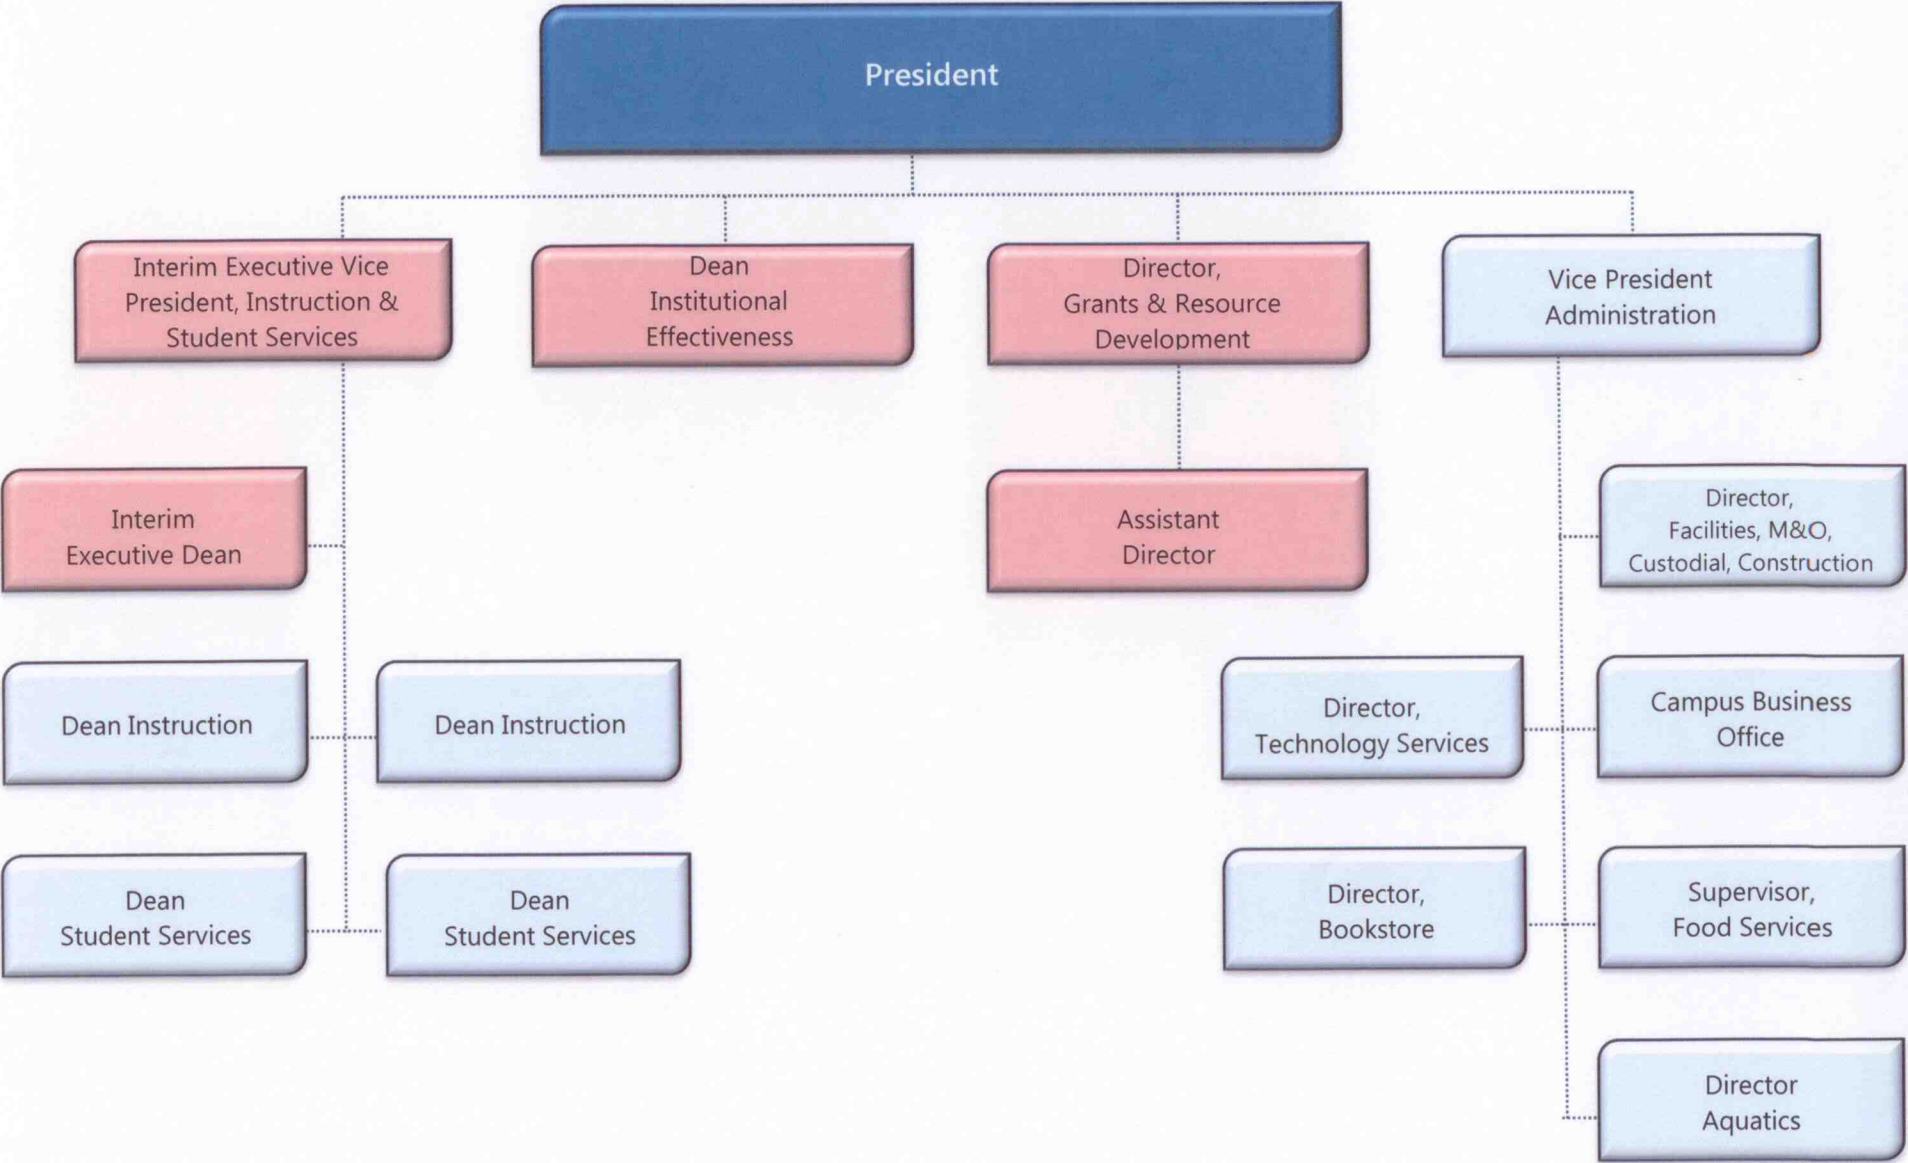 President
Interim Executive Vice
President, Instruction &
Student Services
Dean
Institutional
Effectiveness
Director,
Grants & Resource
Development
Vice President
Administration
Interim
Executive Dean
Assistant
Director
Director,
Facilities, M&O,
Custodial, Construction
Dean Instruction
Dean Instruction
Director,
Technology Services
Campus Business
Office
Dean
Student Services
Dean
Student Services
Director,
Bookstore
Supervisor,
Food Services
Director
Aquatics